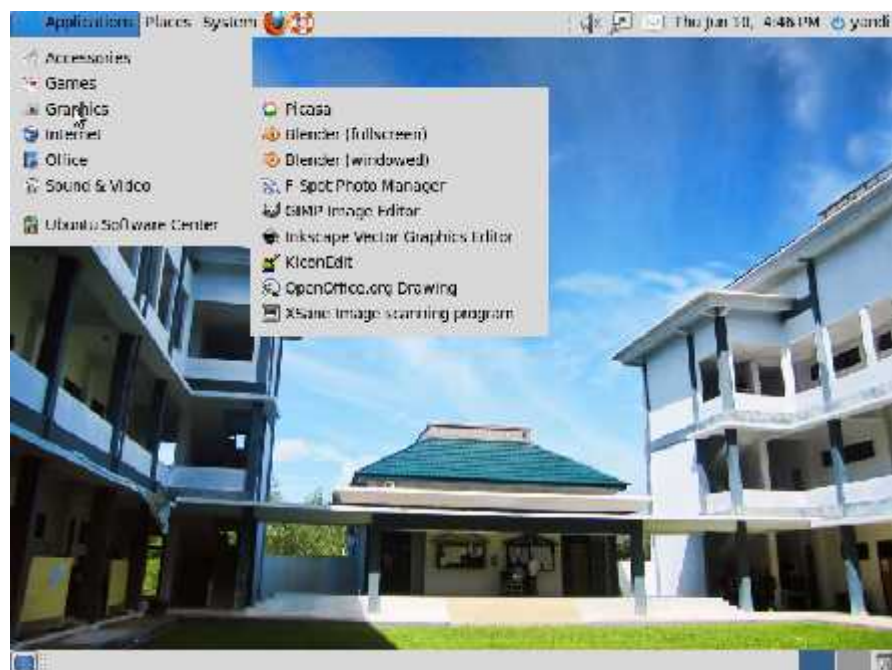 Applications Places System Thu Jun 10, 4:46 PM yandi
Accessories
Games
Graphics
Internet
Office
Sound & Video
Ubuntu Software Center
Picasa
Blender (fullscreen)
Blender (windowed)
F-Spot Photo Manager
GIMP Image Editor
Inkscape Vector Graphics Editor
KIconEdit
OpenOffice.org Drawing
XSane Image scanning program